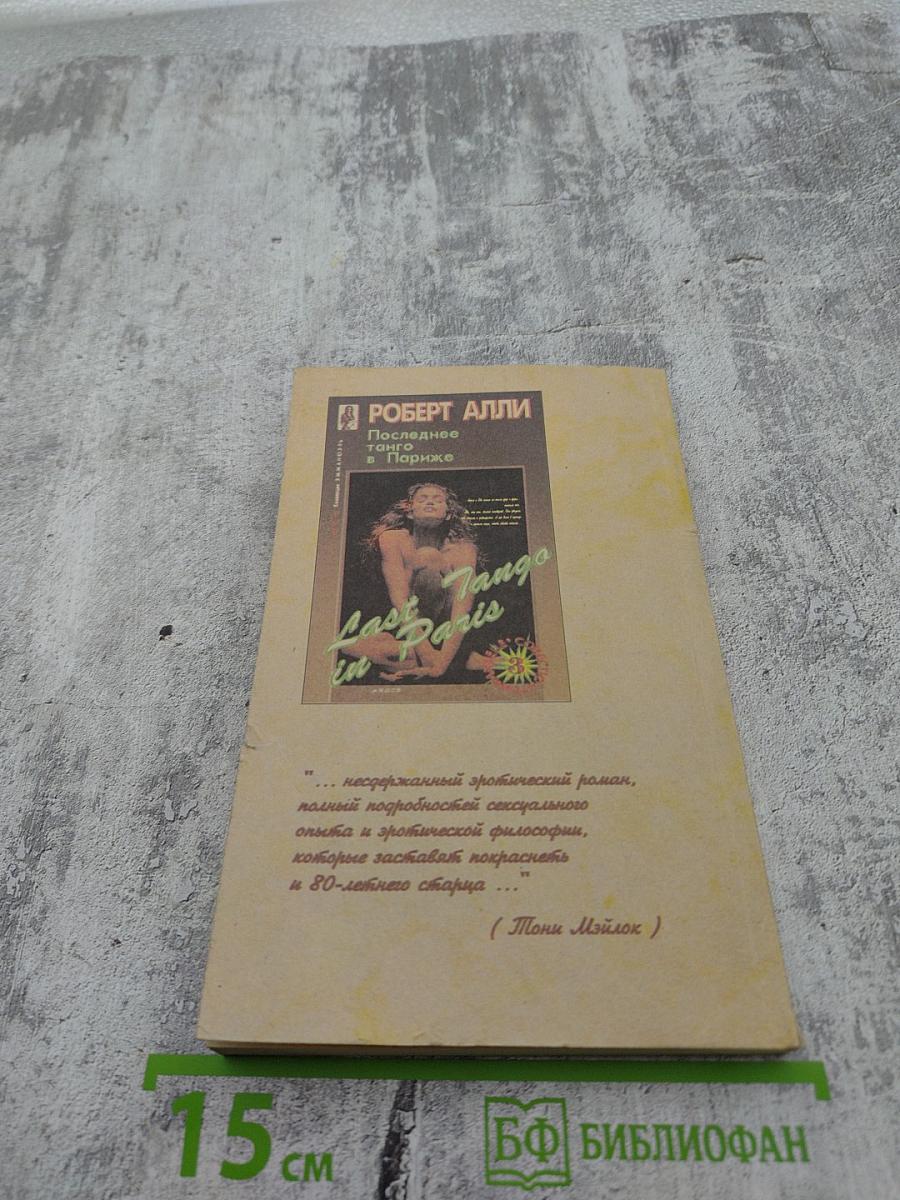 РОБЕРТ АЛЛИ
Последнее
танго
в Париже
Last Tango
in Paris
3
"... несдержанный эротический роман,
полный подробностей сексуального
опыта и эротической философии,
которые заставят покраснеть
и 80-летнего старца ..."
( Тони Мэйлок )
15 см
БФ БИБЛИОФАН